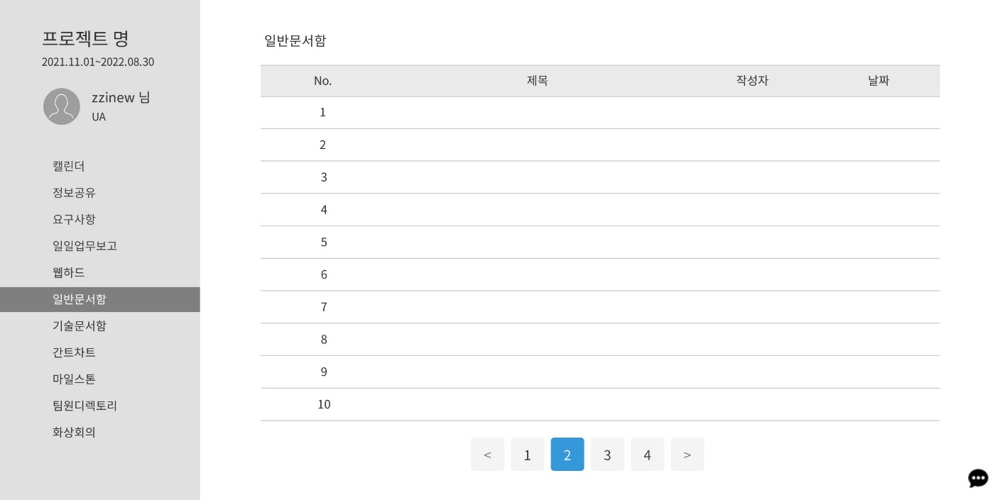 프로젝트 명
2021.11.01~2022.08.30
zzinew 님
UA
캘린더
정보공유
요구사항
일일업무보고
웹하드
일반문서함
기술문서함
간트차트
마일스톤
팀원디렉토리
화상회의
일반문서함
No. 제목 작성자 날짜
1
2
3
4
5
6
7
8
9
10
< 1 2 3 4 >